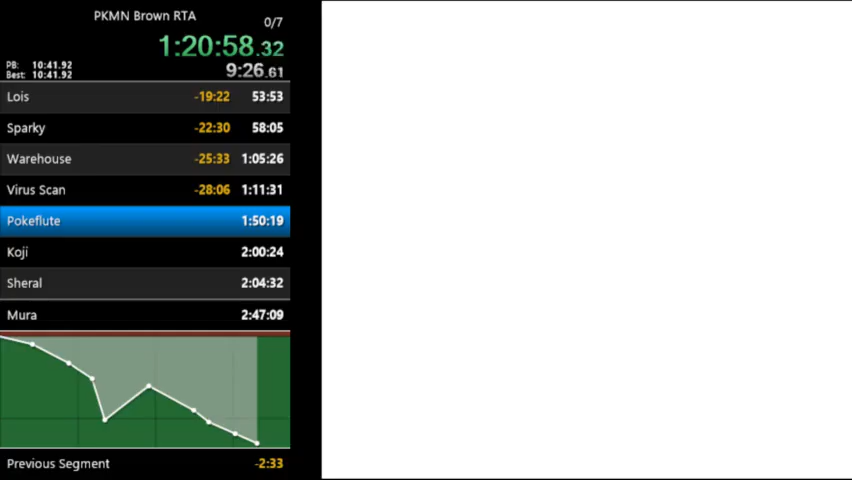 PKMN Brown RTA
0/7
1:20:58.32
PB: 10:41.92
9:26.61
Best: 10:41.92
Lois -19:22 53:53
Sparky -22:30 58:05
Warehouse -25:33 1:05:26
Virus Scan -28:06 1:11:31
Pokeflute 1:50:19
Koji 2:00:24
Sheral 2:04:32
Mura 2:47:09
Previous Segment -2:33